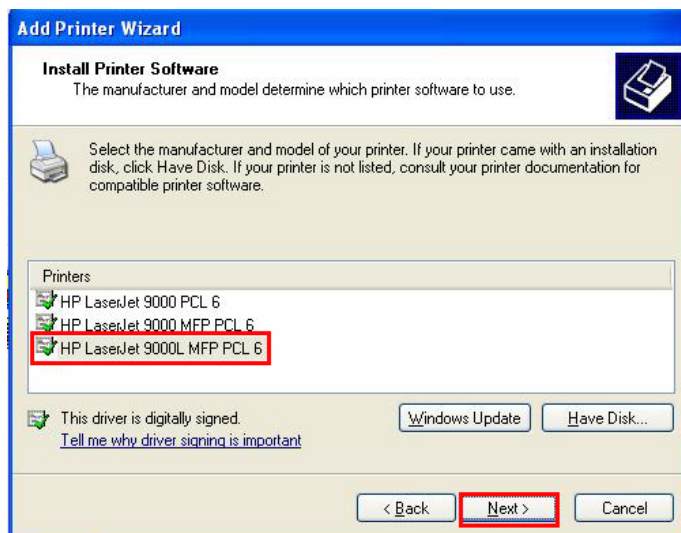 Add Printer Wizard
Install Printer Software
The manufacturer and model determine which printer software to use.
Select the manufacturer and model of your printer. If your printer came with an installation
disk, click Have Disk. If your printer is not listed, consult your printer documentation for
compatible printer software.
Printers
HP LaserJet 9000 PCL 6
HP LaserJet 9000 MFP PCL 6
HP LaserJet 9000L MFP PCL 6
This driver is digitally signed.
Tell me why driver signing is important
Windows Update
Have Disk...
< Back
Next >
Cancel